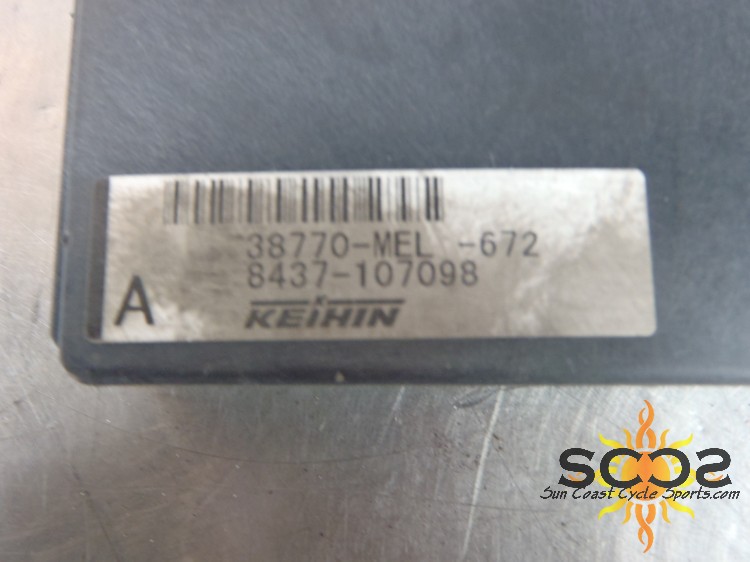 38770-MEL -672
8437-107098
A
KEIHIN
SCCS
Sun Coast Cycle Sports.com